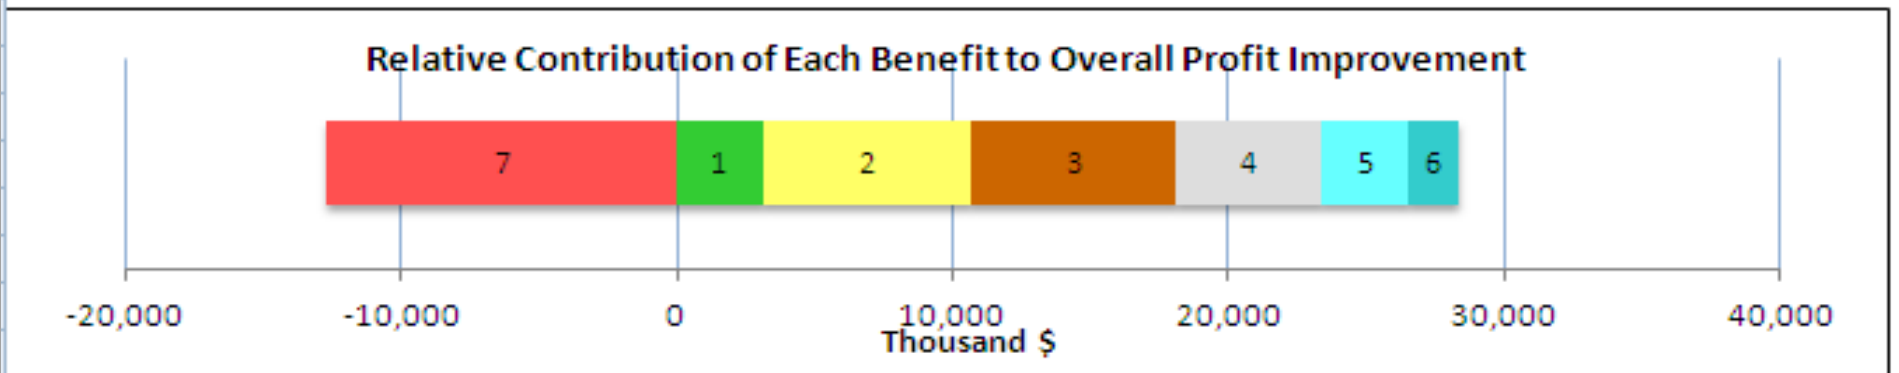 Relative Contribution of Each Benefit to Overall Profit Improvement
7 1 2 3 4 5 6
-20,000 -10,000 0 10,000 20,000 30,000 40,000
Thousand $